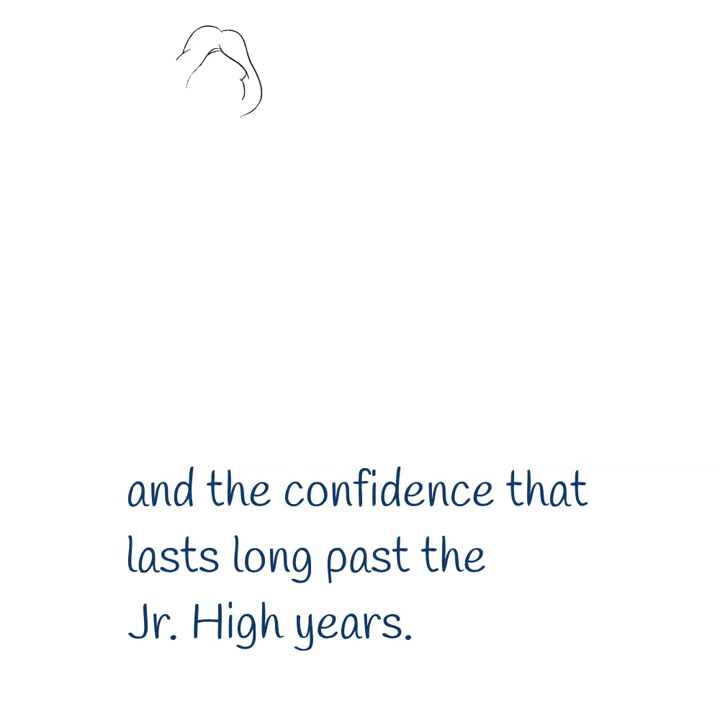 and the confidence that
lasts long past the
Jr. High years.